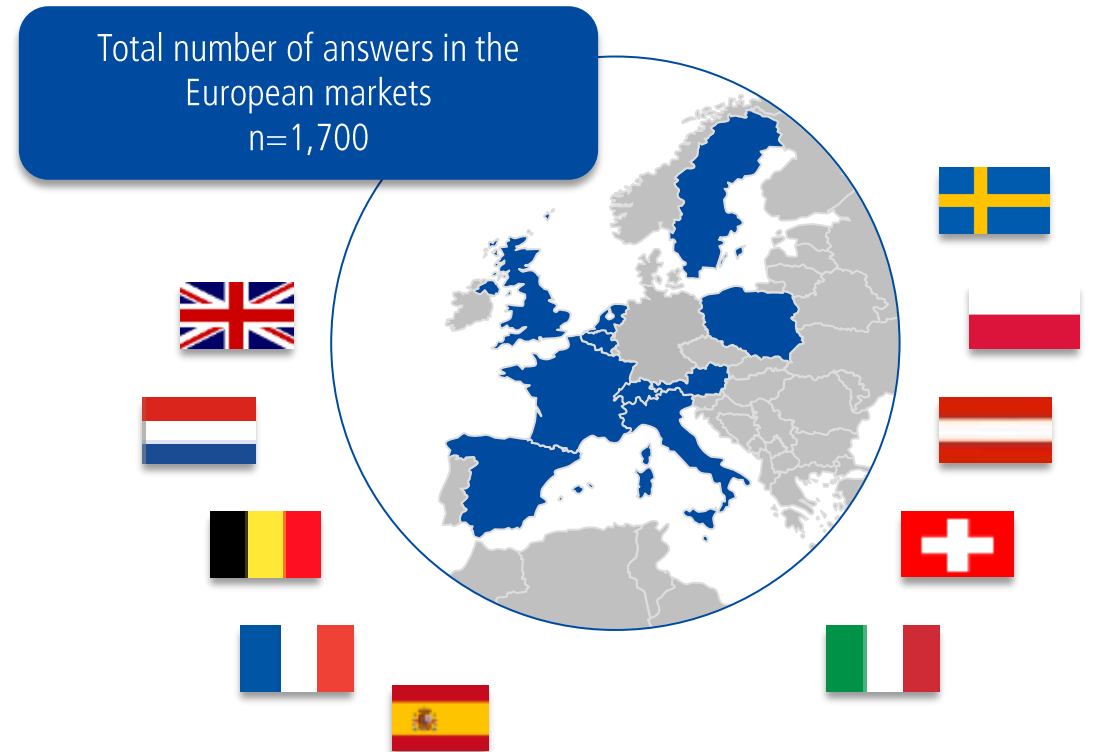 Total number of answers in the
European markets
n=1,700